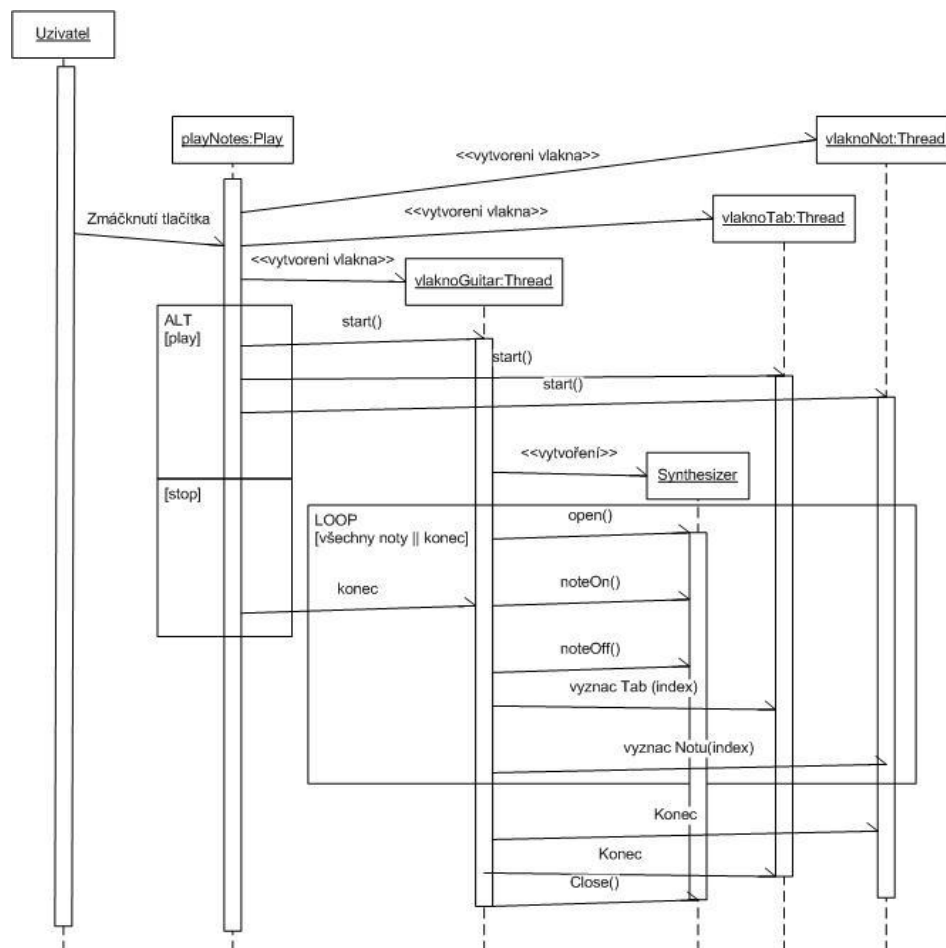 Uzivatel
playNotes:Play
vlaknoNot:Thread
<<vytvoreni vlakna>>
Zmáčknutí tlačítka
<<vytvoreni vlakna>>
vlaknoTab:Thread
<<vytvoreni vlakna>>
vlaknoGuitar:Thread
ALT
[play]
start()
start()
start()
<<vytvoření>>
Synthesizer
[stop]
LOOP
[všechny noty || konec]
open()
konec
noteOn()
noteOff()
vyznac Tab (index)
vyznac Notu(index)
Konec
Konec
Close()